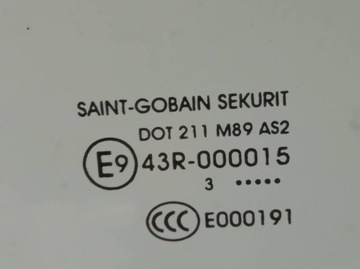 SAINT-GOBAIN SEKURIT
DOT 211 M89 AS2
E9 43R-000015
3 •••••
CCC E000191